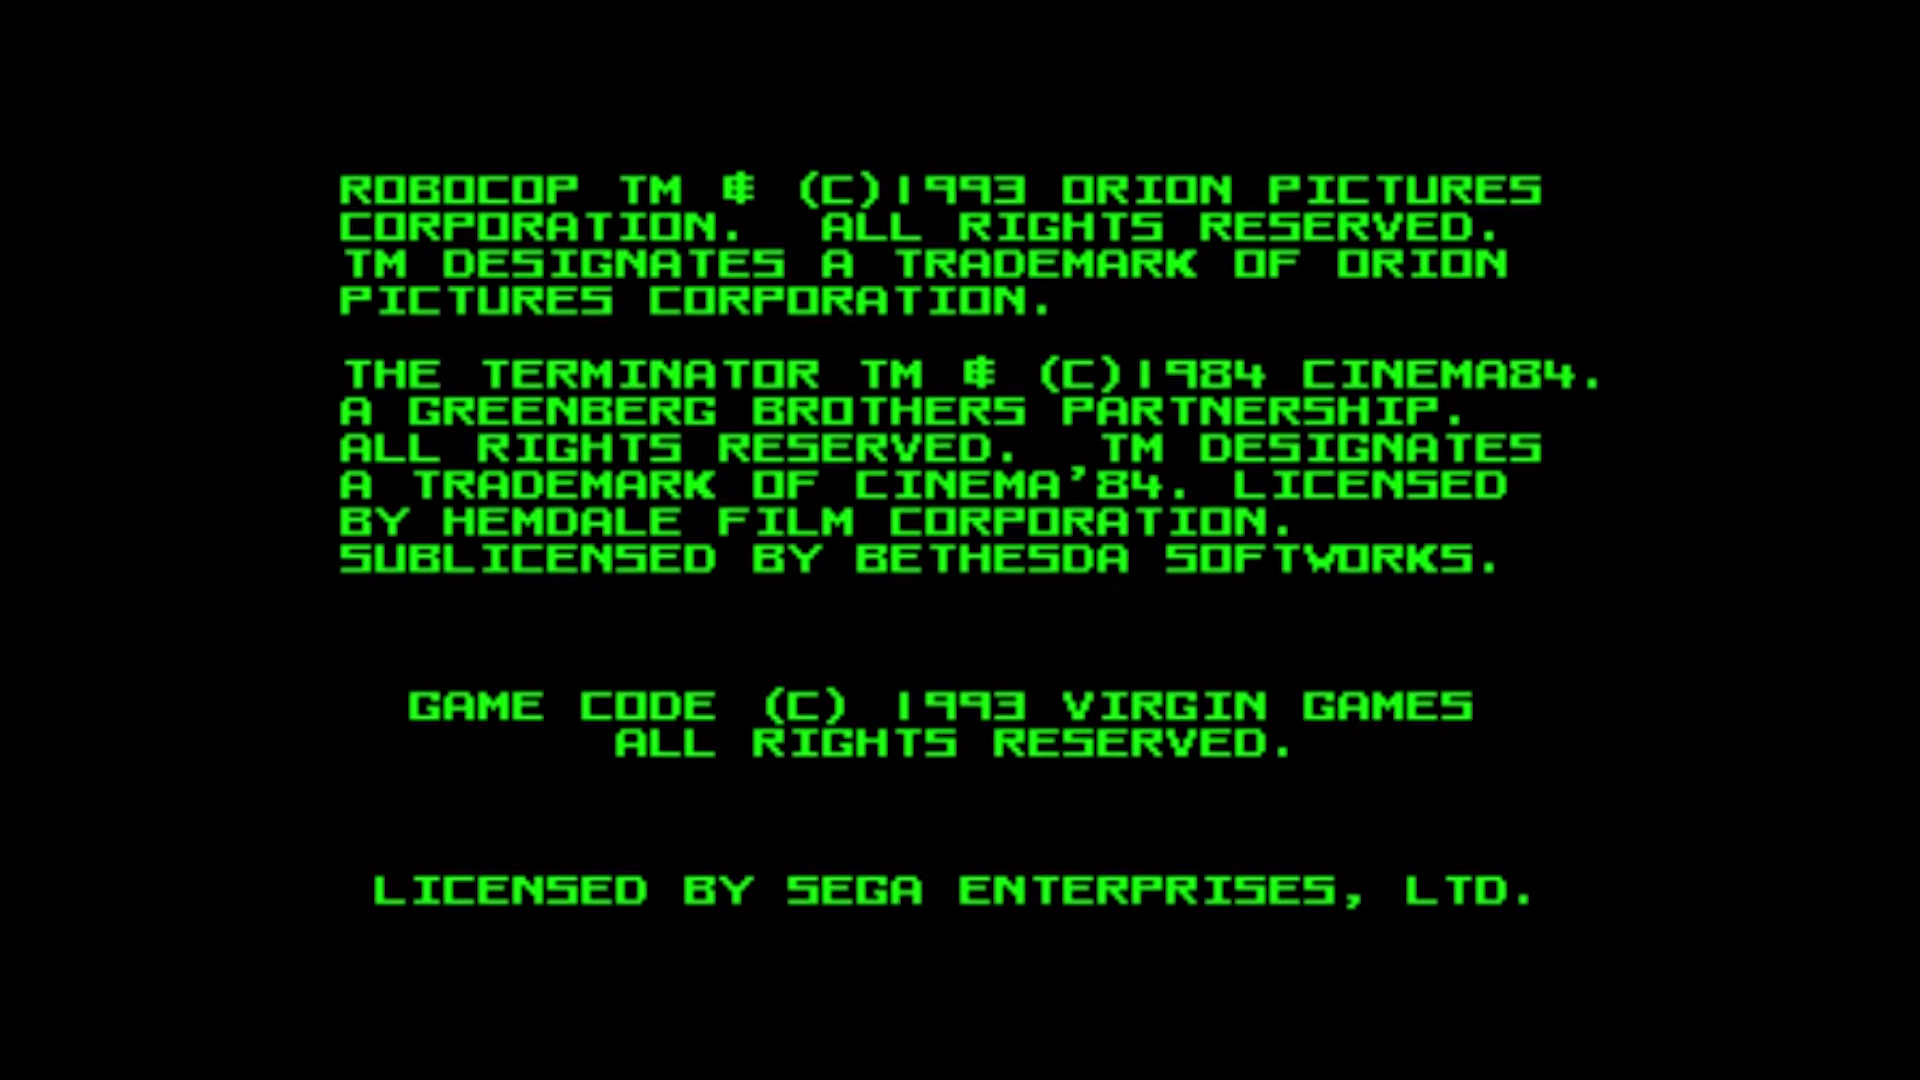 ROBOCOP TM & (C)1993 ORION PICTURES
CORPORATION.  ALL RIGHTS RESERVED.
TM DESIGNATES A TRADEMARK OF ORION
PICTURES CORPORATION.
THE TERMINATOR TM & (C)1984 CINEMA84.
A GREENBERG BROTHERS PARTNERSHIP.
ALL RIGHTS RESERVED.  TM DESIGNATES
A TRADEMARK OF CINEMA'84. LICENSED
BY HEMDALE FILM CORPORATION.
SUBLICENSED BY BETHESDA SOFTWORKS.
GAME CODE (C) 1993 VIRGIN GAMES
ALL RIGHTS RESERVED.
LICENSED BY SEGA ENTERPRISES, LTD.